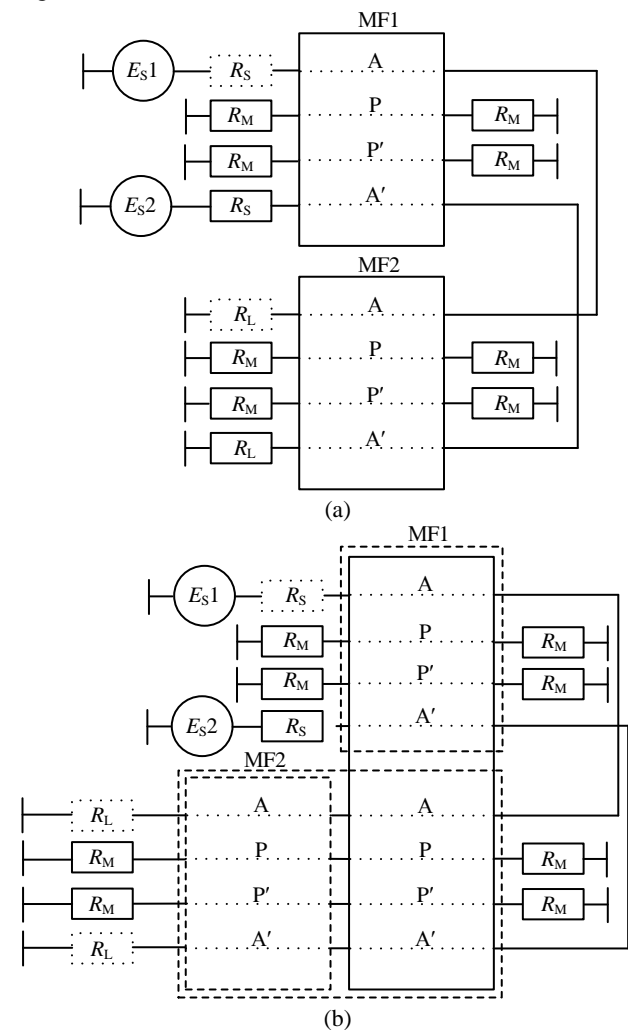 MF1
E_S1 R_S A
R_M P R_M
R_M P′ R_M
E_S2 R_S A′
MF2
R_L A
R_M P R_M
R_M P′ R_M
R_L A′
(a)
MF1
E_S1 R_S A
R_M P R_M
R_M P′ R_M
E_S2 R_S A′
MF2
R_L A A
R_M P P R_M
R_M P′ P′ R_M
R_L A′ A′
(b)